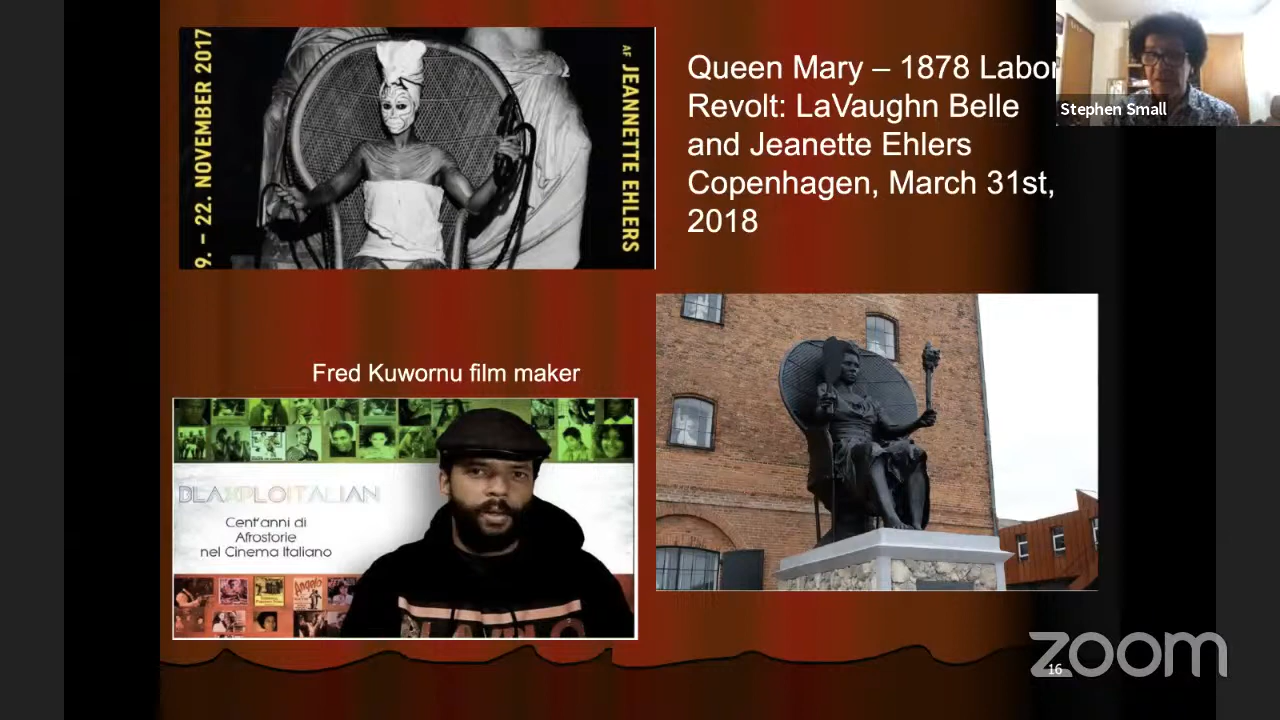 9. – 22. NOVEMBER 2017
AF JEANNETTE EHLERS
Queen Mary – 1878 Labor
Revolt: LaVaughn Belle
and Jeanette Ehlers
Copenhagen, March 31st,
2018
Stephen Small
Fred Kuwornu film maker
BLAXPLOITALIAN
Cent'anni di
Afrostorie
nel Cinema Italiano
zoom
16